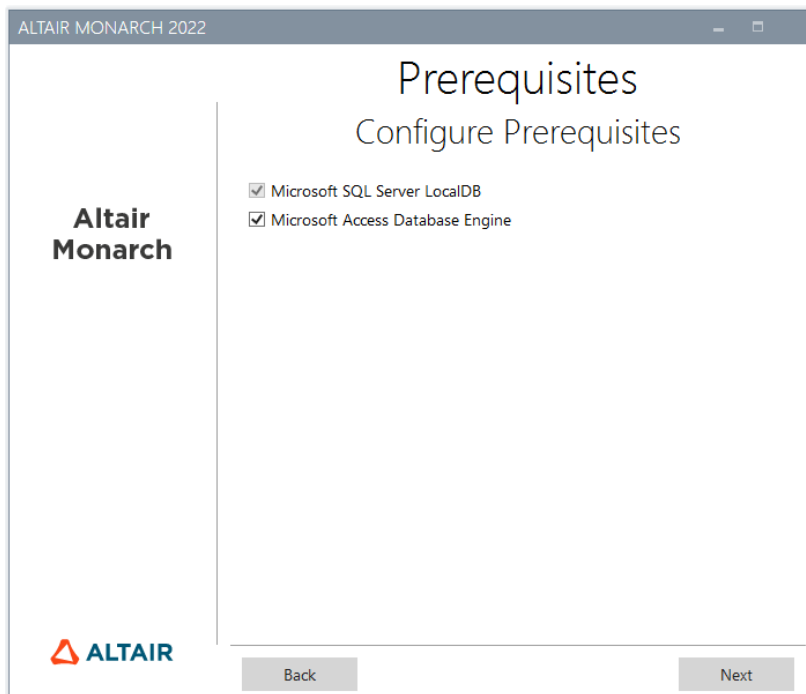 ALTAIR MONARCH 2022
Prerequisites
Configure Prerequisites
Microsoft SQL Server LocalDB
Microsoft Access Database Engine
Altair
Monarch
ALTAIR
Back
Next